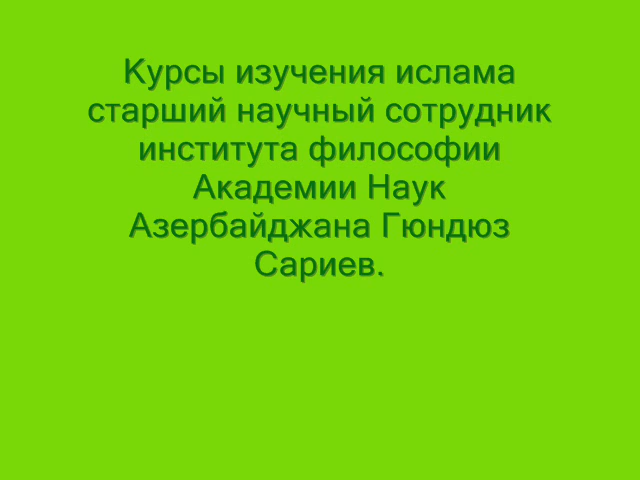 Курсы изучения ислама
старший научный сотрудник
института философии
Академии Наук
Азербайджана Гюндюз
Сариев.